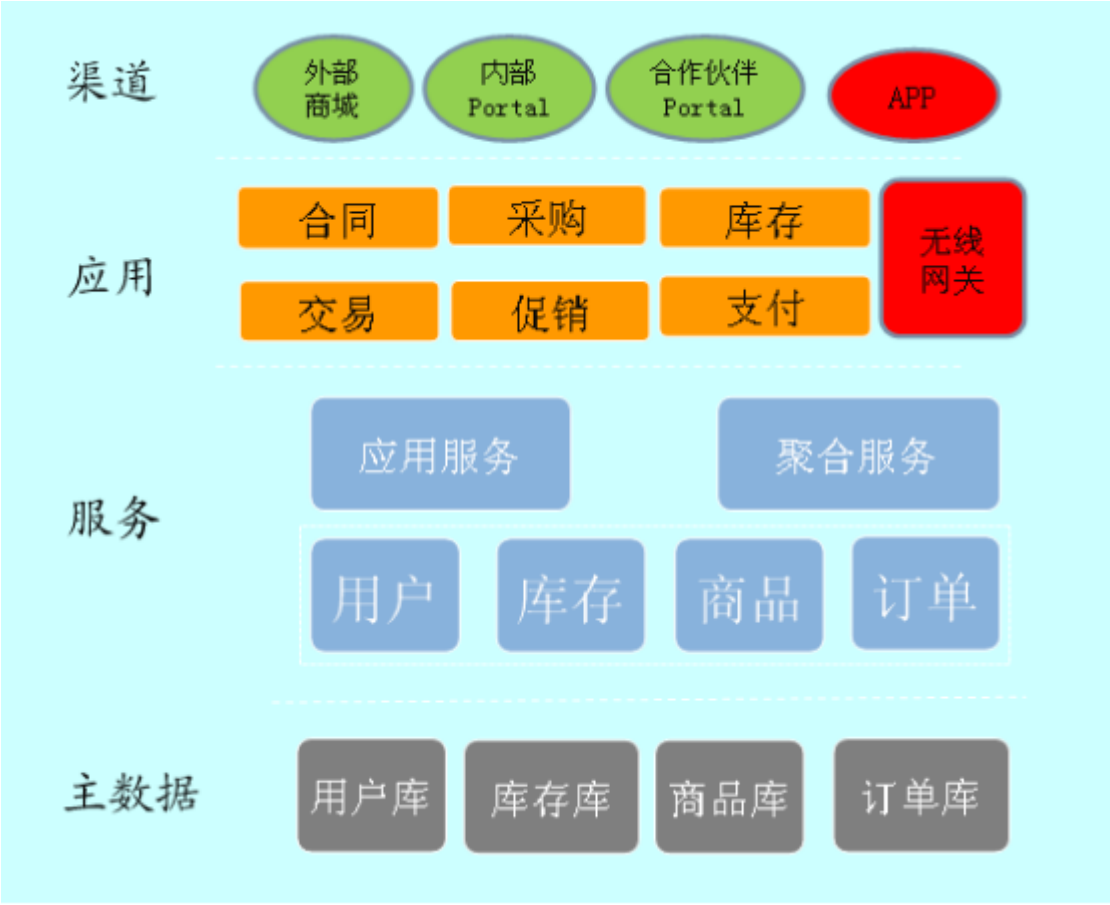 渠道
外部
商城
内部
Portal
合作伙伴
Portal
APP
应用
合同
采购
库存
无线
网关
交易
促销
支付
服务
应用服务
聚合服务
用户
库存
商品
订单
主数据
用户库
库存库
商品库
订单库